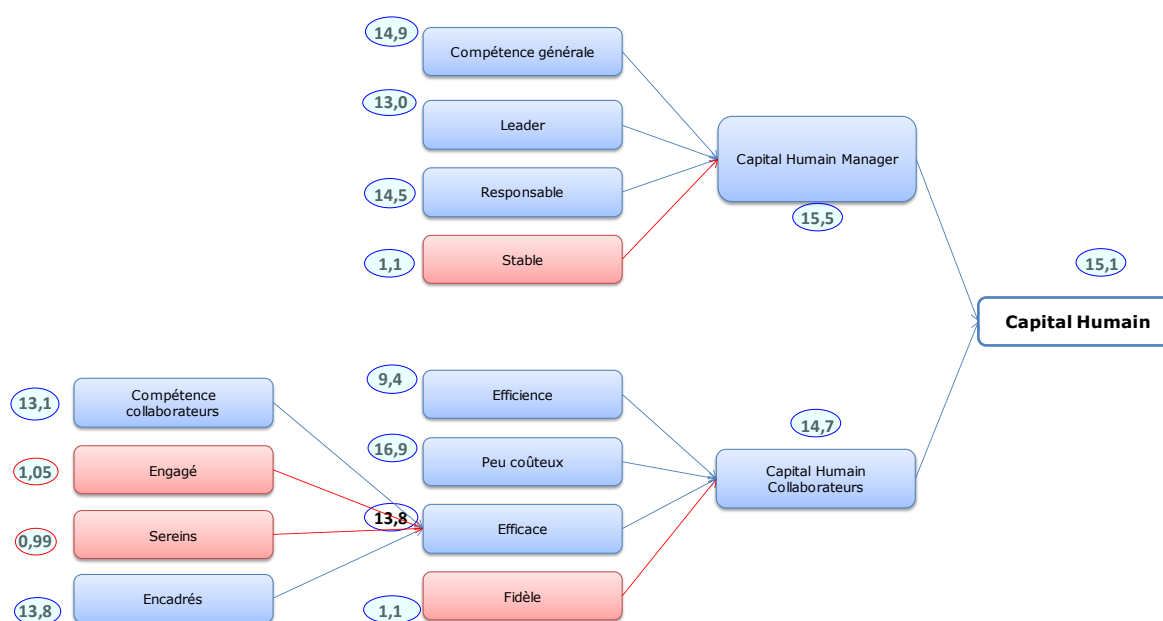 14,9
Compétence générale
13,0
Leader
Capital Humain Manager
14,5
Responsable
15,5
1,1
Stable
15,1
Capital Humain
9,4
Efficience
13,1
Compétence
collaborateurs
14,7
16,9
Peu coûteux
1,05
Engagé
Capital Humain
Collaborateurs
13,8
Efficace
0,99
Sereins
13,8
Encadrés
1,1
Fidèle